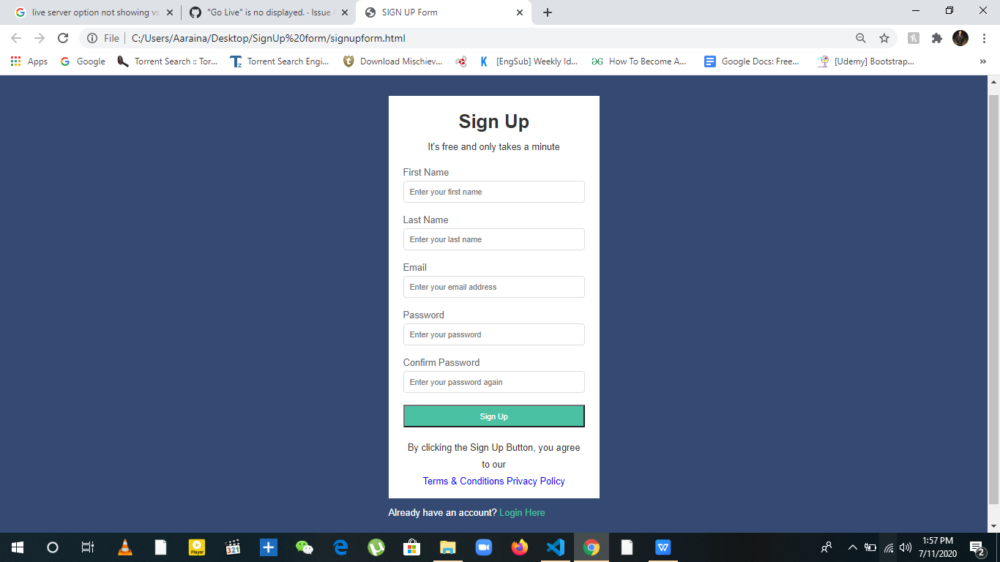 live server option not showing vs
"Go Live" is no displayed. · Issue
SIGN UP Form
File
C:/Users/Aaraina/Desktop/SignUp%20form/signupform.html
Apps
Google
Torrent Search :: Tor...
Torrent Search Engi...
Download Mischiev...
[EngSub] Weekly Id...
How To Become A...
Google Docs: Free...
[Udemy] Bootstrap...
»
Sign Up
It's free and only takes a minute
First Name
Enter your first name
Last Name
Enter your last name
Email
Enter your email address
Password
Enter your password
Confirm Password
Enter your password again
Sign Up
By clicking the Sign Up Button, you agree
to our
Terms & Conditions Privacy Policy
Already have an account? Login Here
Player
321
1:57 PM
7/11/2020
2